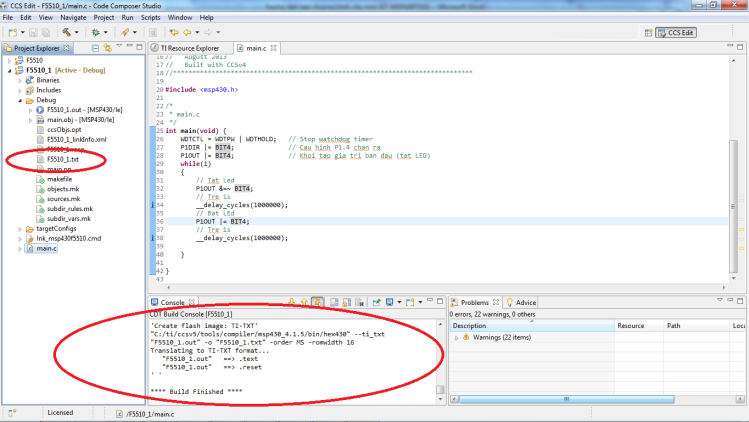 CCS Edit - F5510_1/main.c - Code Composer Studio
File Edit View Navigate Project Run Scripts Window Help
CCS Edit
Project Explorer
TI Resource Explorer
main.c
F5510
F5510_1 [Active - Debug]
Binaries
Includes
Debug
F5510_1.out - [MSP430/le]
main.obj - [MSP430/le]
ccsObjs.opt
F5510_1_linkInfo.xml
F5510_1.txt
main.pp
makefile
objects.mk
sources.mk
subdir_rules.mk
subdir_vars.mk
targetConfigs
lnk_msp430f5510.cmd
main.c
16 // August 2013
17 // Built with CCSv4
18 //******************************************************************************
19
20 #include <msp430.h>
21
22 /*
23 * main.c
24 */
25 int main(void) {
26 WDTCTL = WDTPW | WDTHOLD; // Stop watchdog timer
27 P1DIR |= BIT4; // Cau hinh P1.4 chan ra
28 P1OUT |= BIT4; // Khoi tao gia tri ban dau (tat LED)
29 while(1)
30 {
31 // Tat Led
32 P1OUT &=~ BIT4;
33 // Tre is
34 __delay_cycles(1000000);
35 // Bat LEd
36 P1OUT |= BIT4;
37 // Tre is
38 __delay_cycles(1000000);
39
40 }
41
42 }
43
Console
CDT Build Console [F5510_1]
'Create flash image: TI-TXT'
"C:/ti/ccsv5/tools/compiler/msp430_4.1.5/bin/hex430" --ti_txt
"F5510_1.out" -o "F5510_1.txt" -order MS -romwidth 16
Translating to TI-TXT format...
"F5510_1.out" ==> .text
"F5510_1.out" ==> .reset
' '
**** Build Finished ****
Problems
Advice
0 errors, 22 warnings, 0 others
Description Resource Path Loca
Warnings (22 items)
Licensed
/F5510_1/main.c